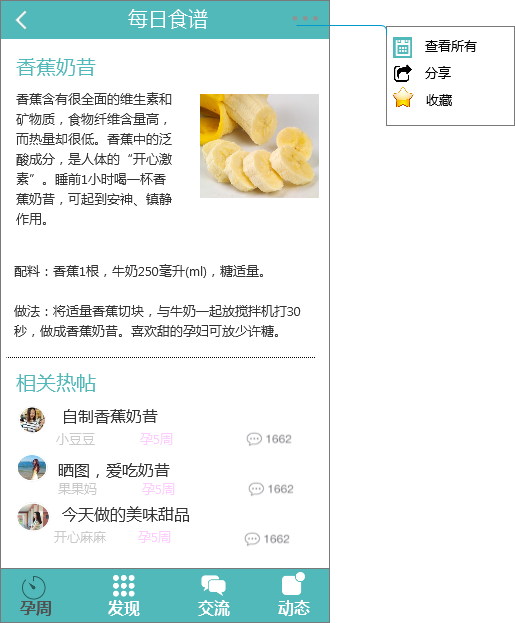 每日食谱
查看所有
分享
收藏
香蕉奶昔
香蕉含有很全面的维生素和
矿物质，食物纤维含量高，
而热量却很低。香蕉中的泛
酸成分，是人体的“开心激
素”。睡前1小时喝一杯香
蕉奶昔，可起到安神、镇静
作用。
配料：香蕉1根，牛奶250毫升(ml)，糖适量。
做法：将适量香蕉切块，与牛奶一起放搅拌机打30
秒，做成香蕉奶昔。喜欢甜的孕妇可放少许糖。
相关热帖
自制香蕉奶昔
小豆豆 孕5周 1662
晒图，爱吃奶昔
果果妈 孕5周 1662
今天做的美味甜品
开心麻麻 孕5周 1662
孕周 发现 交流 动态